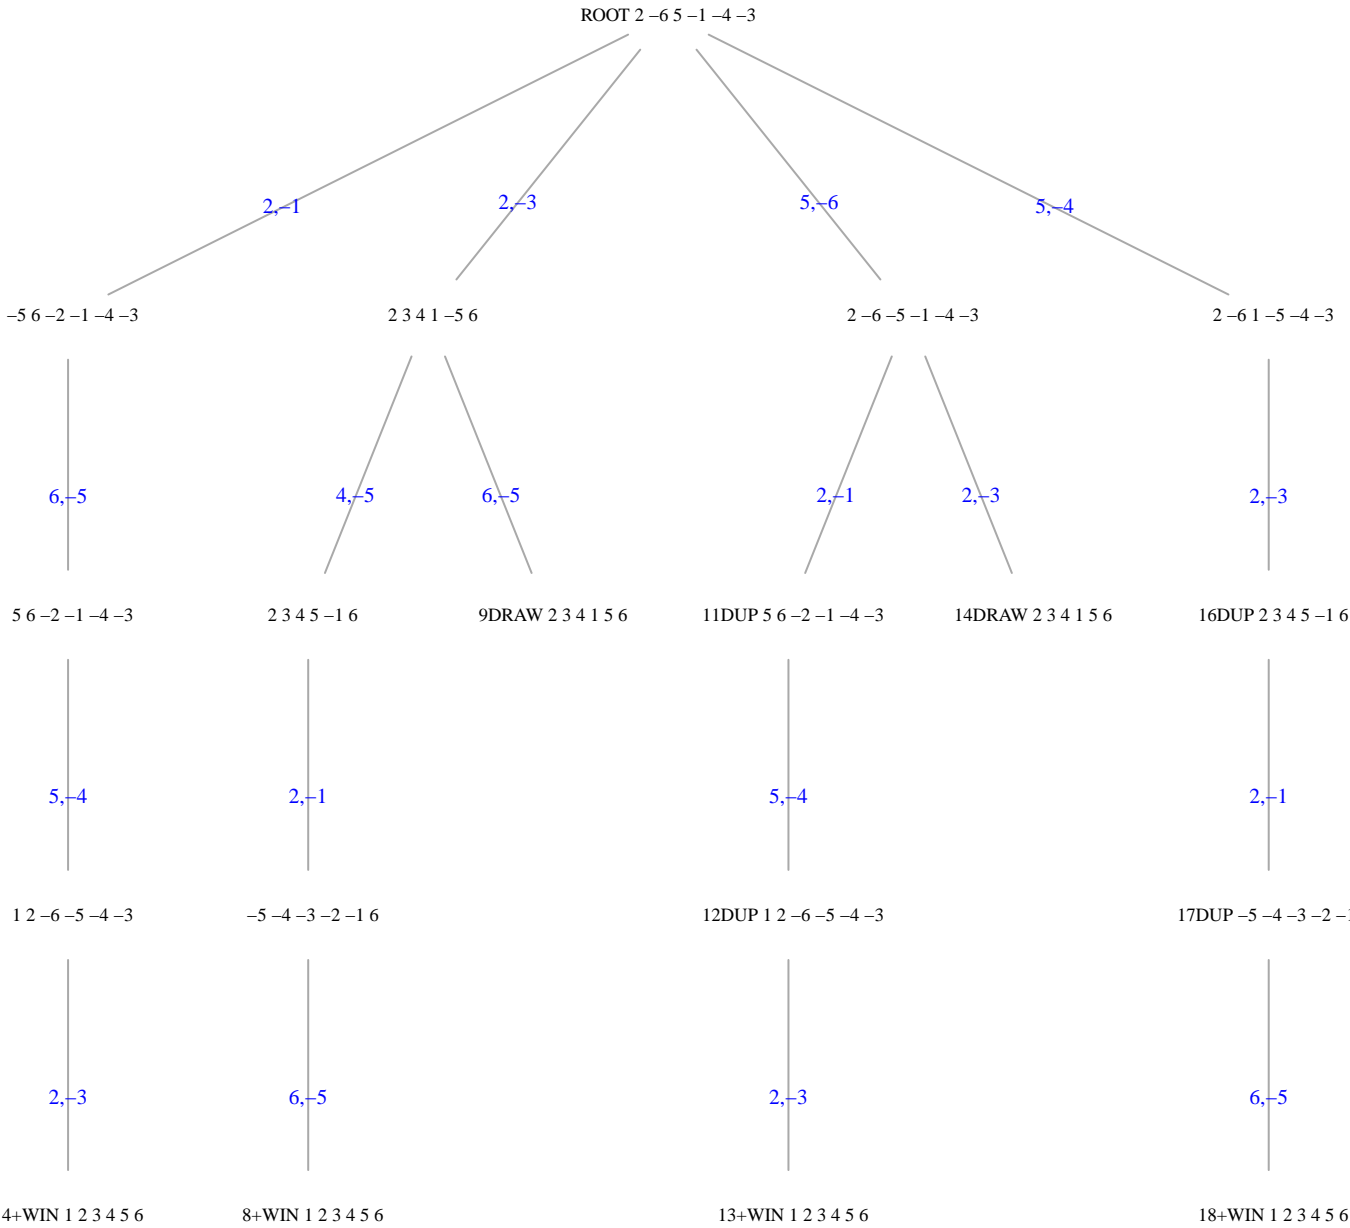 ROOT 2 –6 5 –1 –4 –3
2,–1
2,–3
5,–6
5,–4
–5 6 –2 –1 –4 –3
2 3 4 1 –5 6
2 –6 –5 –1 –4 –3
2 –6 1 –5 –4 –3
6,–5
4,–5
6,–5
2,–1
2,–3
2,–3
5 6 –2 –1 –4 –3
2 3 4 5 –1 6
9DRAW 2 3 4 1 5 6
11DUP 5 6 –2 –1 –4 –3
14DRAW 2 3 4 1 5 6
16DUP 2 3 4 5 –1 6
5,–4
2,–1
5,–4
2,–1
1 2 –6 –5 –4 –3
–5 –4 –3 –2 –1 6
12DUP 1 2 –6 –5 –4 –3
17DUP –5 –4 –3 –2 –1
2,–3
6,–5
2,–3
6,–5
4+WIN 1 2 3 4 5 6
8+WIN 1 2 3 4 5 6
13+WIN 1 2 3 4 5 6
18+WIN 1 2 3 4 5 6